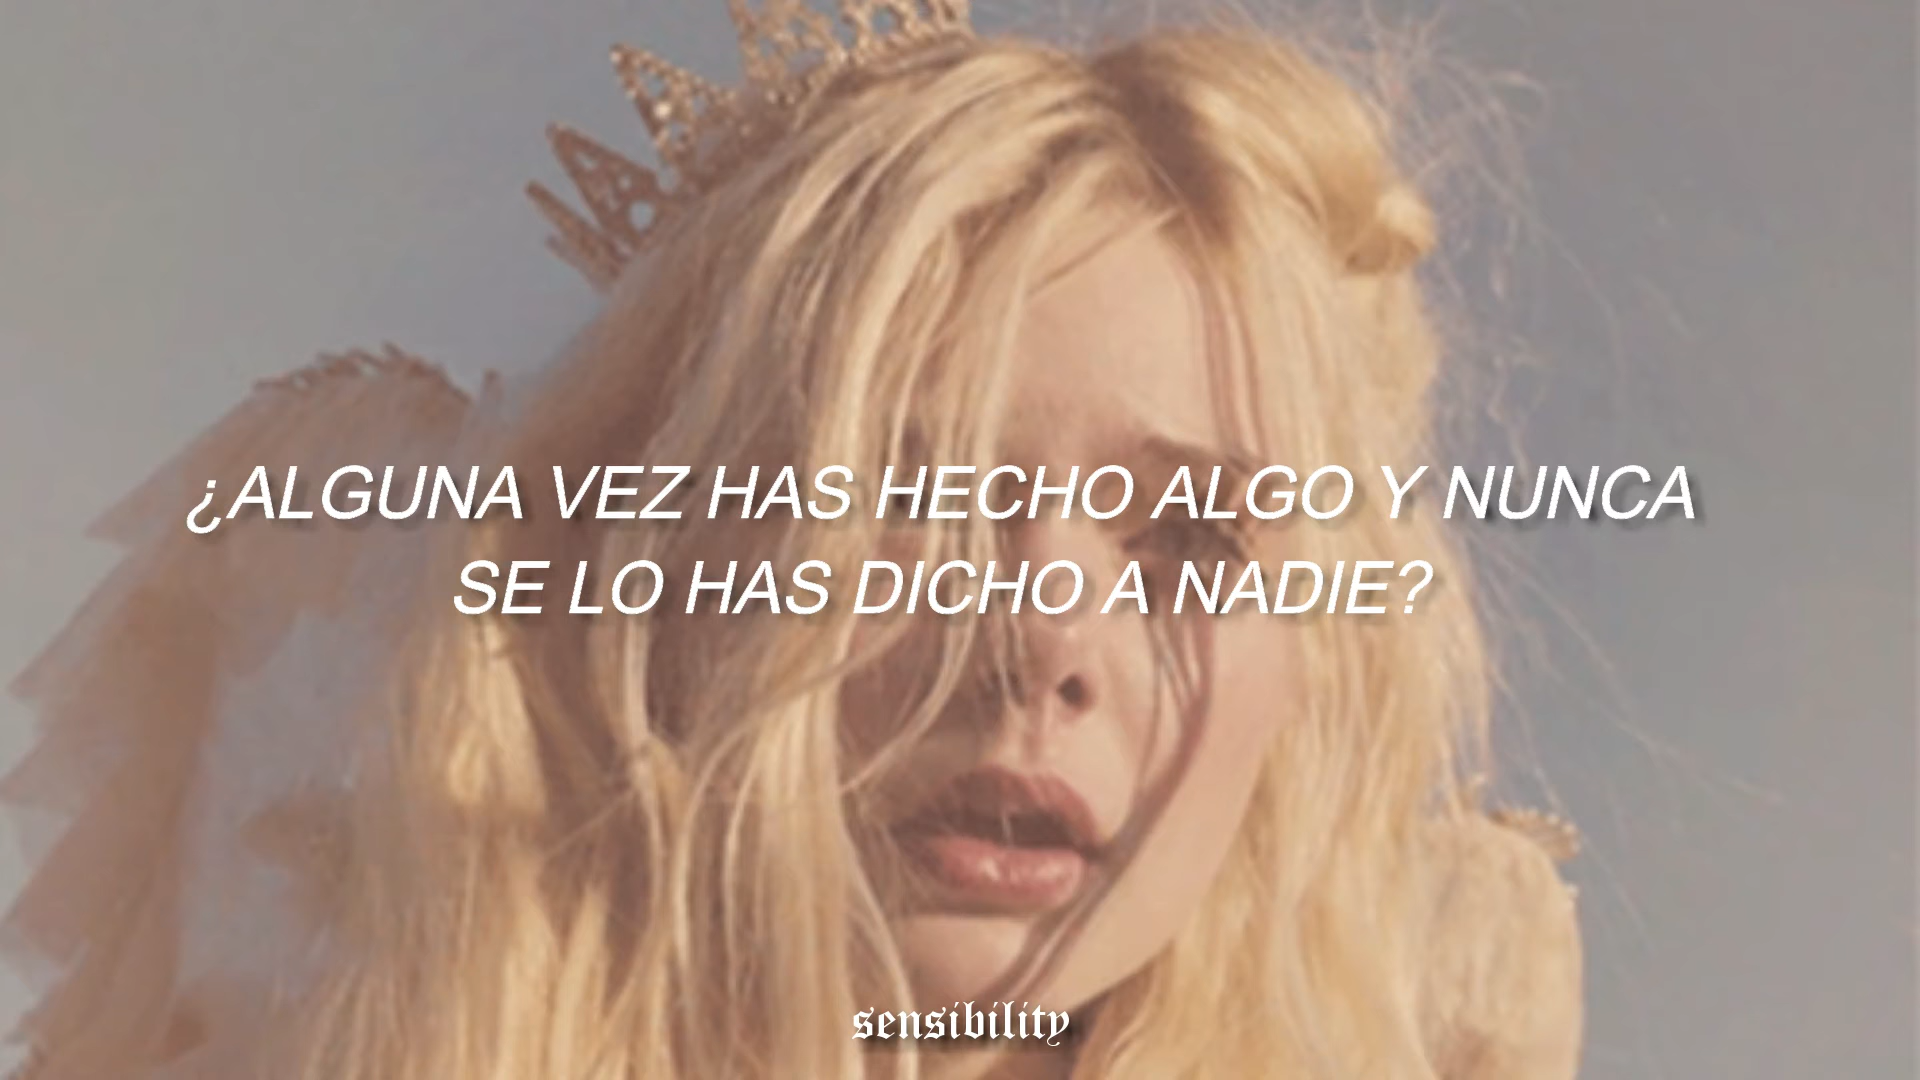 ¿ALGUNA VEZ HAS HECHO ALGO Y NUNCA
SE LO HAS DICHO A NADIE?
sensibility